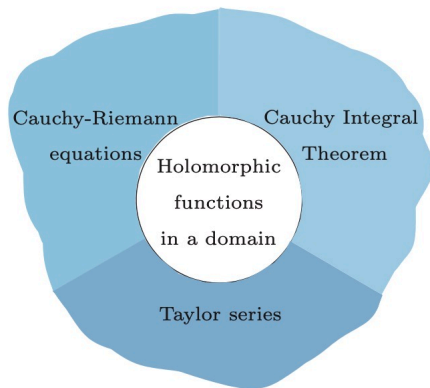 Cauchy-Riemann
equations
Cauchy Integral
Theorem
Holomorphic
functions
in a domain
Taylor series